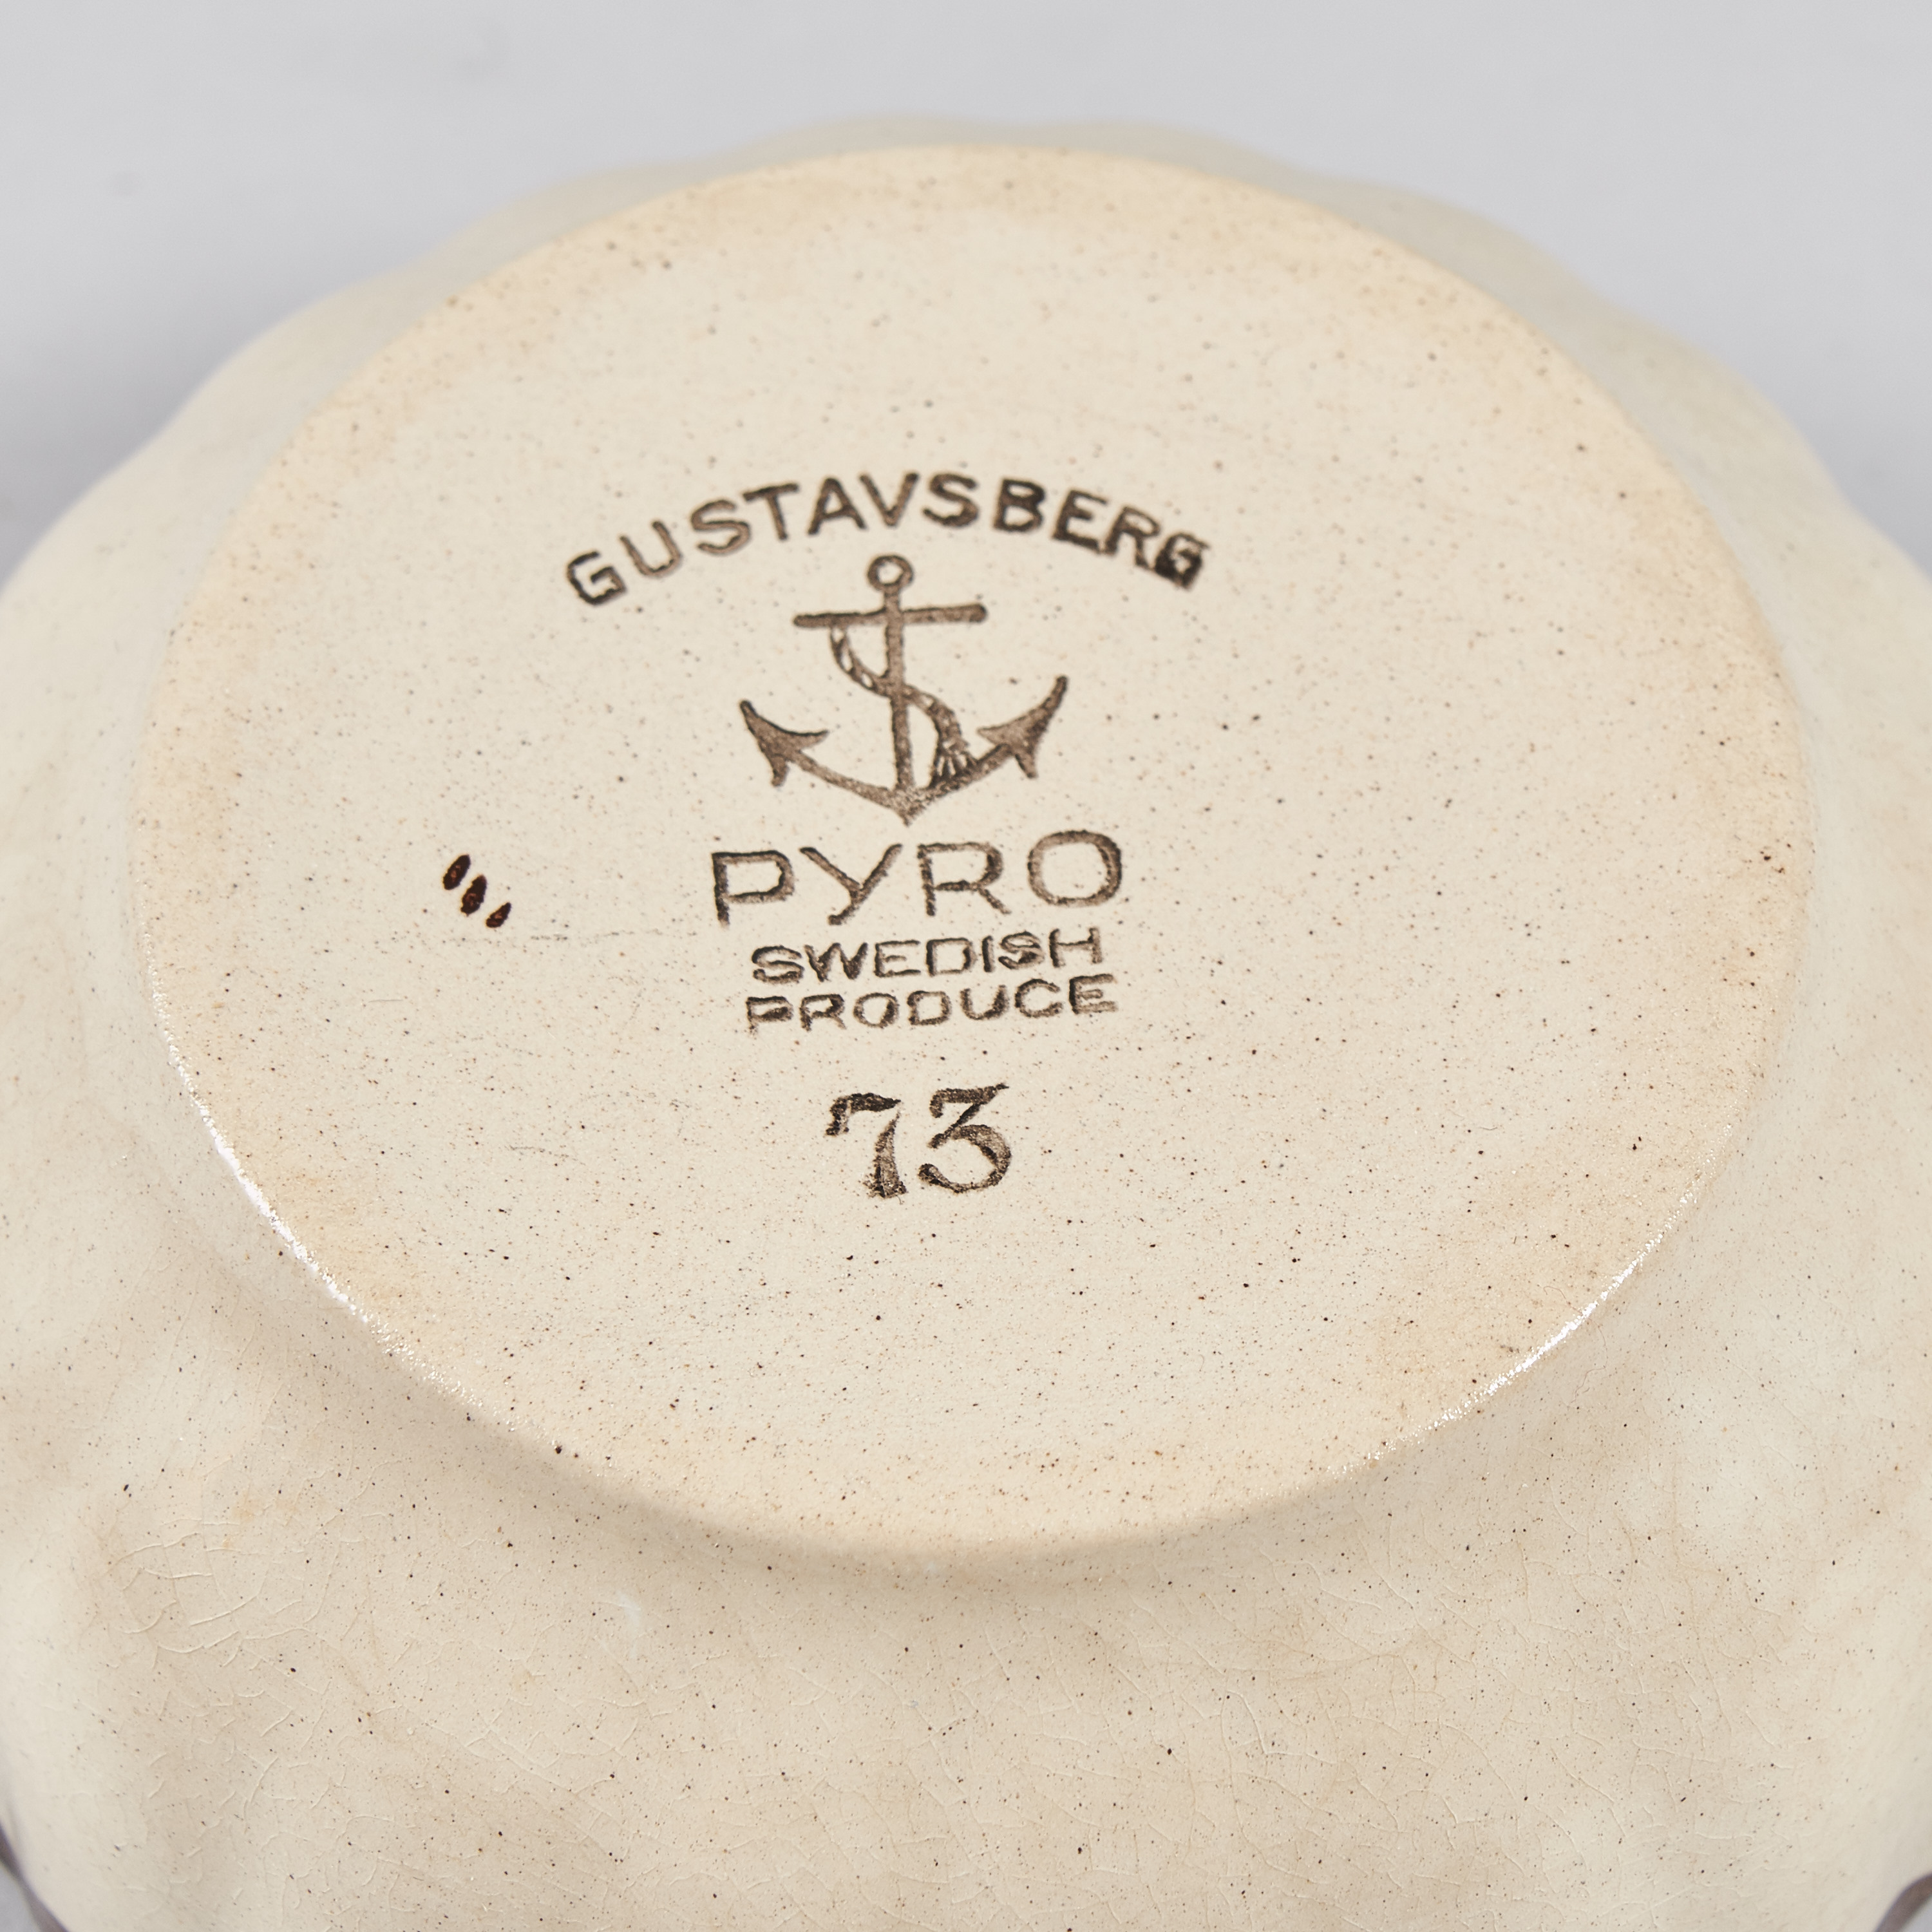 GUSTAVSBERG
PYRO
SWEDISH
PRODUCE
73